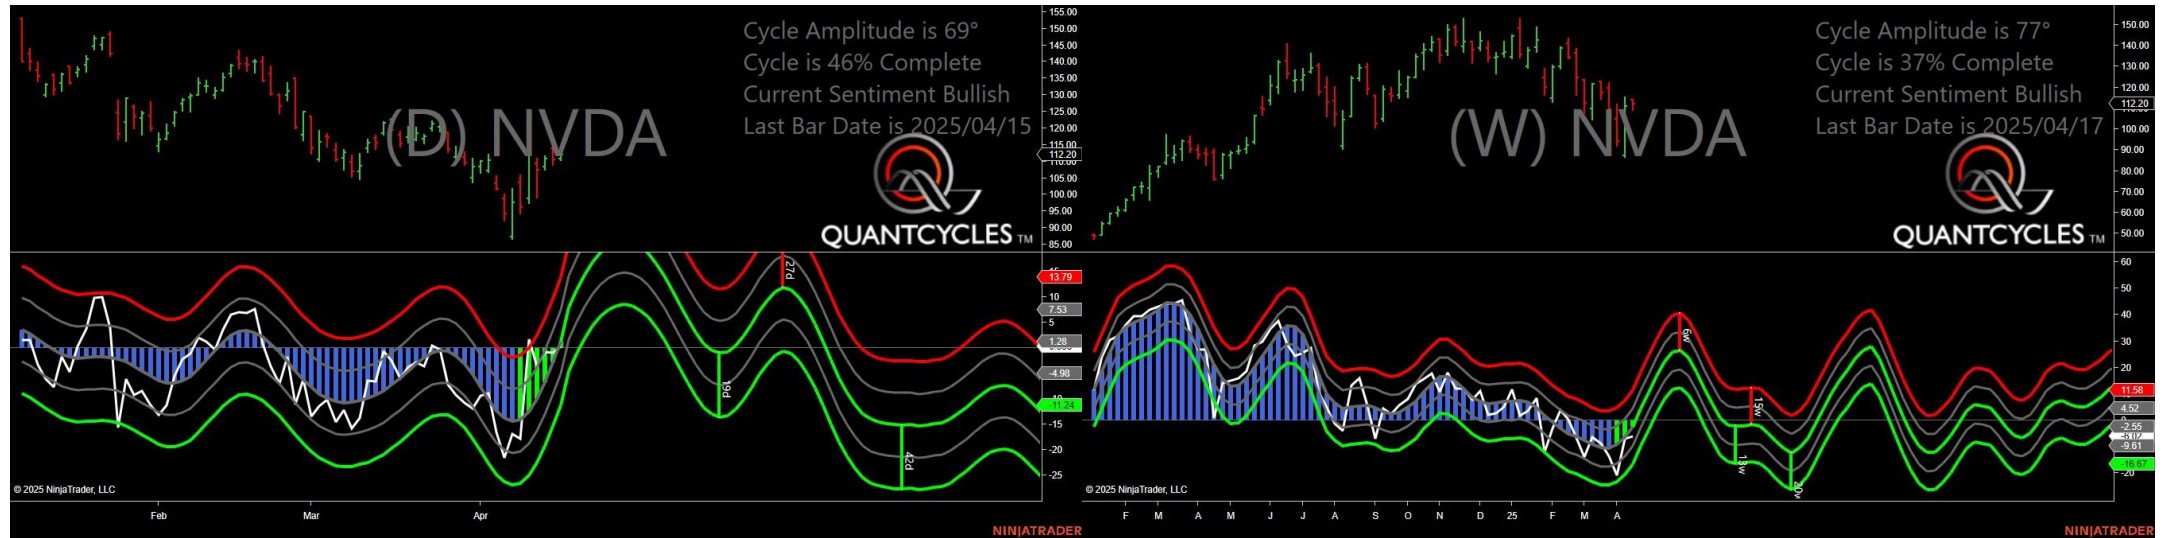 Cycle Amplitude is 69°
Cycle is 46% Complete
Current Sentiment Bullish
Last Bar Date is 2025/04/15
(D) NVDA
QUANTCYCLES TM
155.00
150.00
145.00
140.00
135.00
130.00
125.00
120.00
115.00
112.20
110.00
105.00
100.00
95.00
90.00
85.00
27d
19d
42d
13.79
10
7.53
5
1.28
-4.98
-11.24
-15
-20
-25
© 2025 NinjaTrader, LLC
Feb Mar Apr
NINJATRADER
Cycle Amplitude is 77°
Cycle is 37% Complete
Current Sentiment Bullish
Last Bar Date is 2025/04/17
(W) NVDA
QUANTCYCLES TM
150.00
140.00
130.00
120.00
112.20
100.00
90.00
80.00
70.00
60.00
50.00
6w
15w
20w
60
50
40
30
20
11.58
4.52
-2.55
-9.61
-16.67
-20
© 2025 NinjaTrader, LLC
F M A M J J A S O N D 25 F M A
NINJATRADER